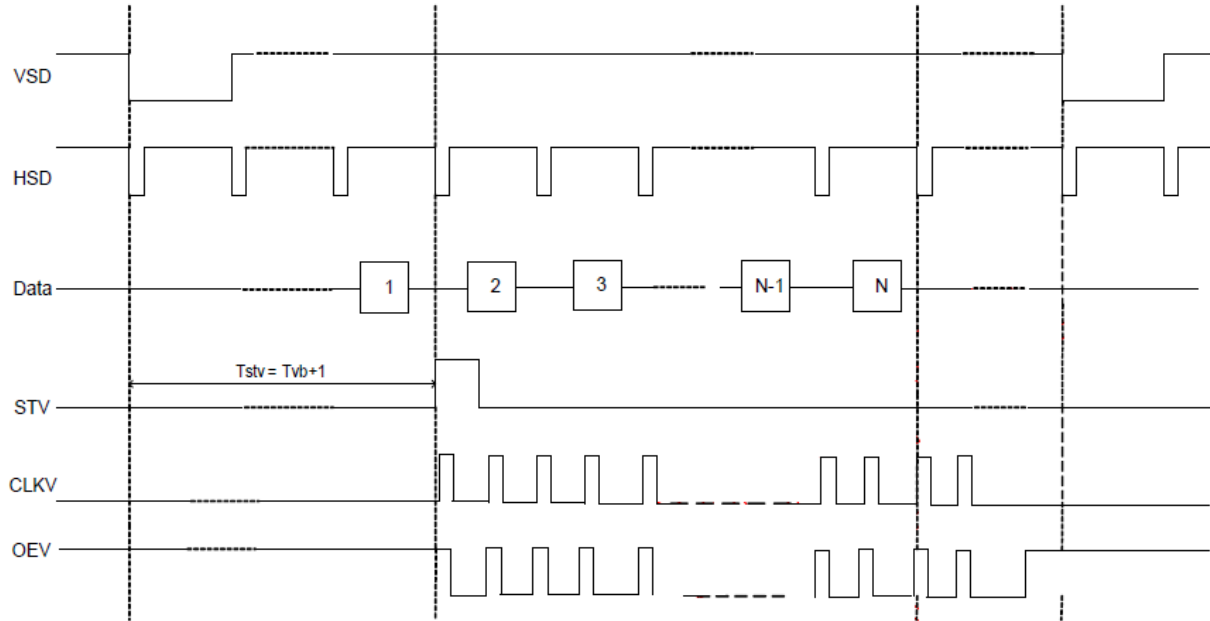 VSD
HSD
Data
1
2
3
N-1
N
Tstv = Tvb+1
STV
CLKV
OEV